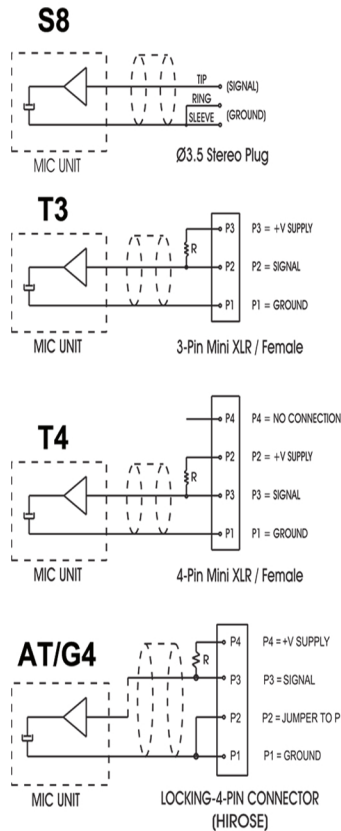 S8
TIP
(SIGNAL)
RING
SLEEVE
(GROUND)
MIC UNIT
Ø3.5 Stereo Plug
T3
P3 P3 = +V SUPPLY
R
P2 P2 = SIGNAL
P1 P1 = GROUND
MIC UNIT
3-Pin Mini XLR / Female
T4
P4 P4 = NO CONNECTION
P2 P2 = +V SUPPLY
R
P3 P3 = SIGNAL
P1 P1 = GROUND
MIC UNIT
4-Pin Mini XLR / Female
AT/G4
P4 P4 = +V SUPPLY
R
P3 P3 = SIGNAL
P2 P2 = JUMPER TO P
P1 P1 = GROUND
MIC UNIT
LOCKING-4-PIN CONNECTOR
(HIROSE)